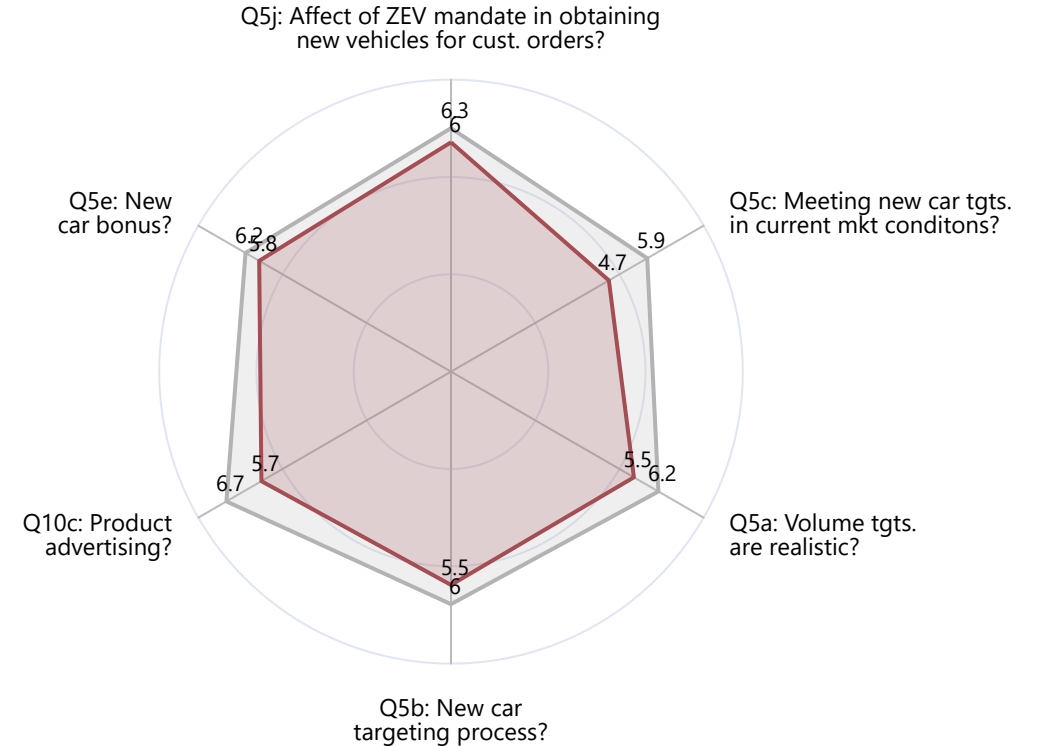 Q5j: Affect of ZEV mandate in obtaining
new vehicles for cust. orders?
6.3
6
Q5e: New
car bonus?
Q5c: Meeting new car tgts.
in current mkt conditons?
6.2
5.8
5.9
4.7
5.7
6.7
5.5
6.2
Q10c: Product
advertising?
Q5a: Volume tgts.
are realistic?
5.5
6
Q5b: New car
targeting process?